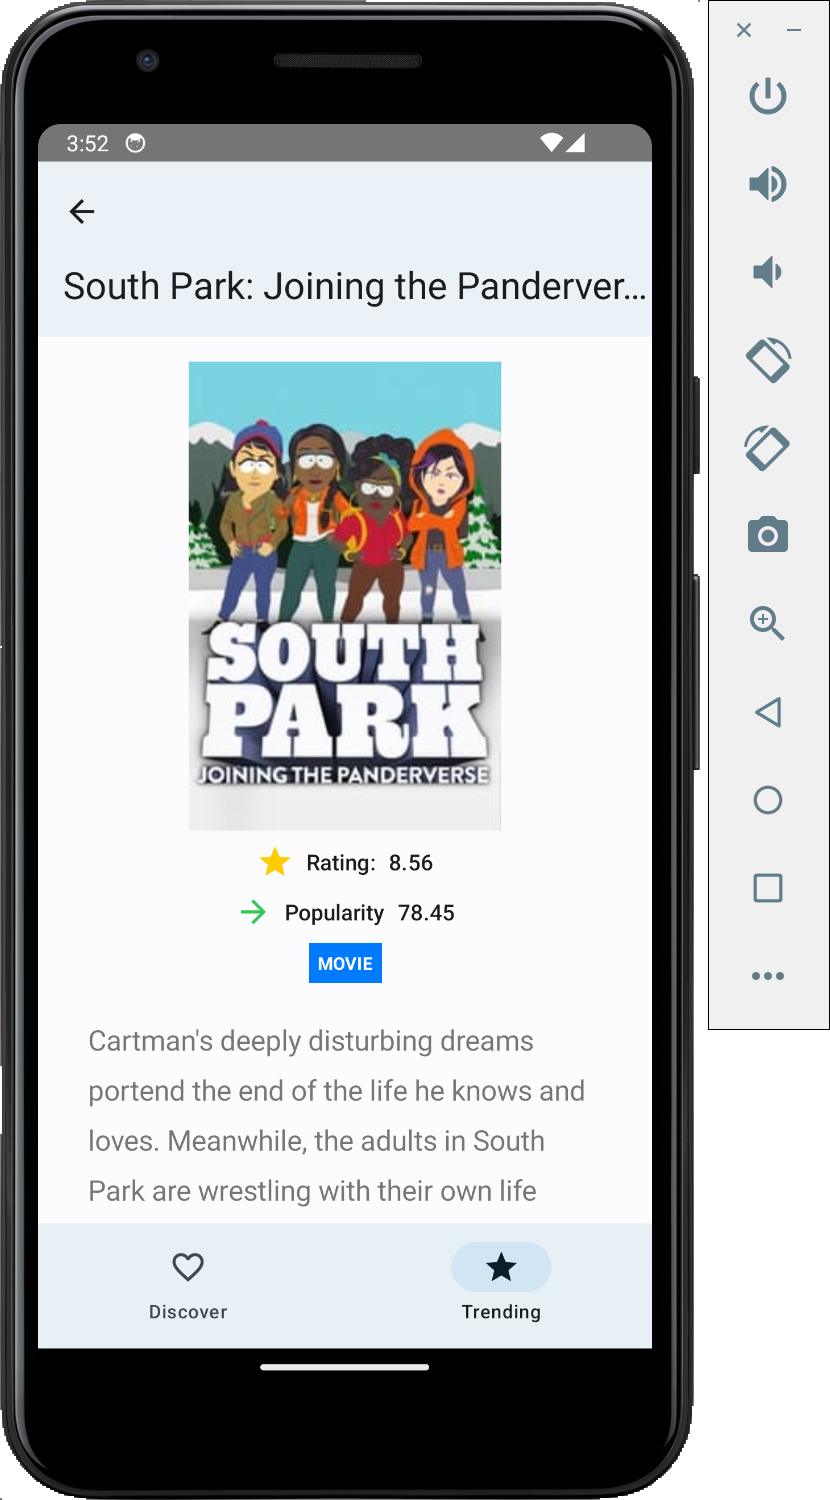 3:52
South Park: Joining the Panderver...
SOUTH
PARK
JOINING THE PANDERVERSE
Rating: 8.56
Popularity 78.45
MOVIE
Cartman's deeply disturbing dreams
portend the end of the life he knows and
loves. Meanwhile, the adults in South
Park are wrestling with their own life
Discover
Trending